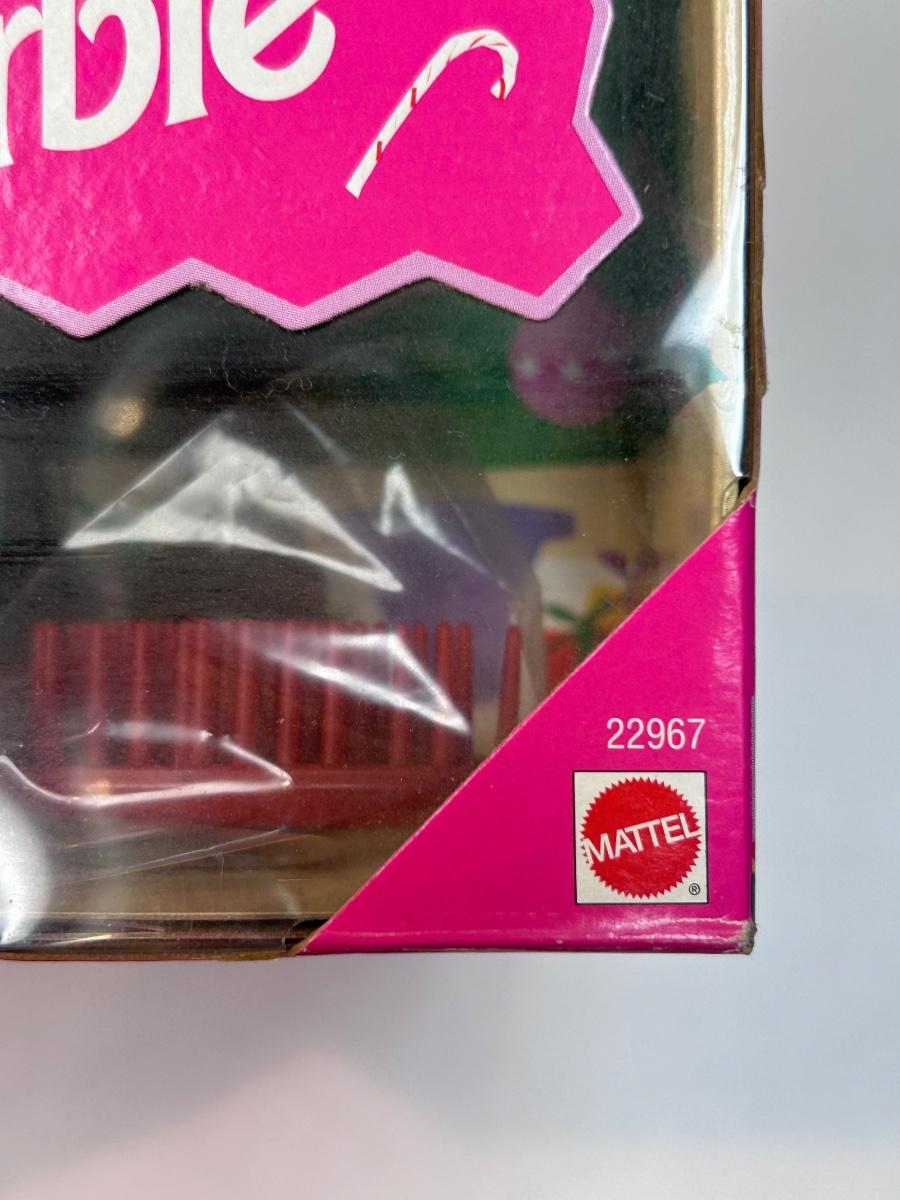 rbie
22967
MATTEL
®